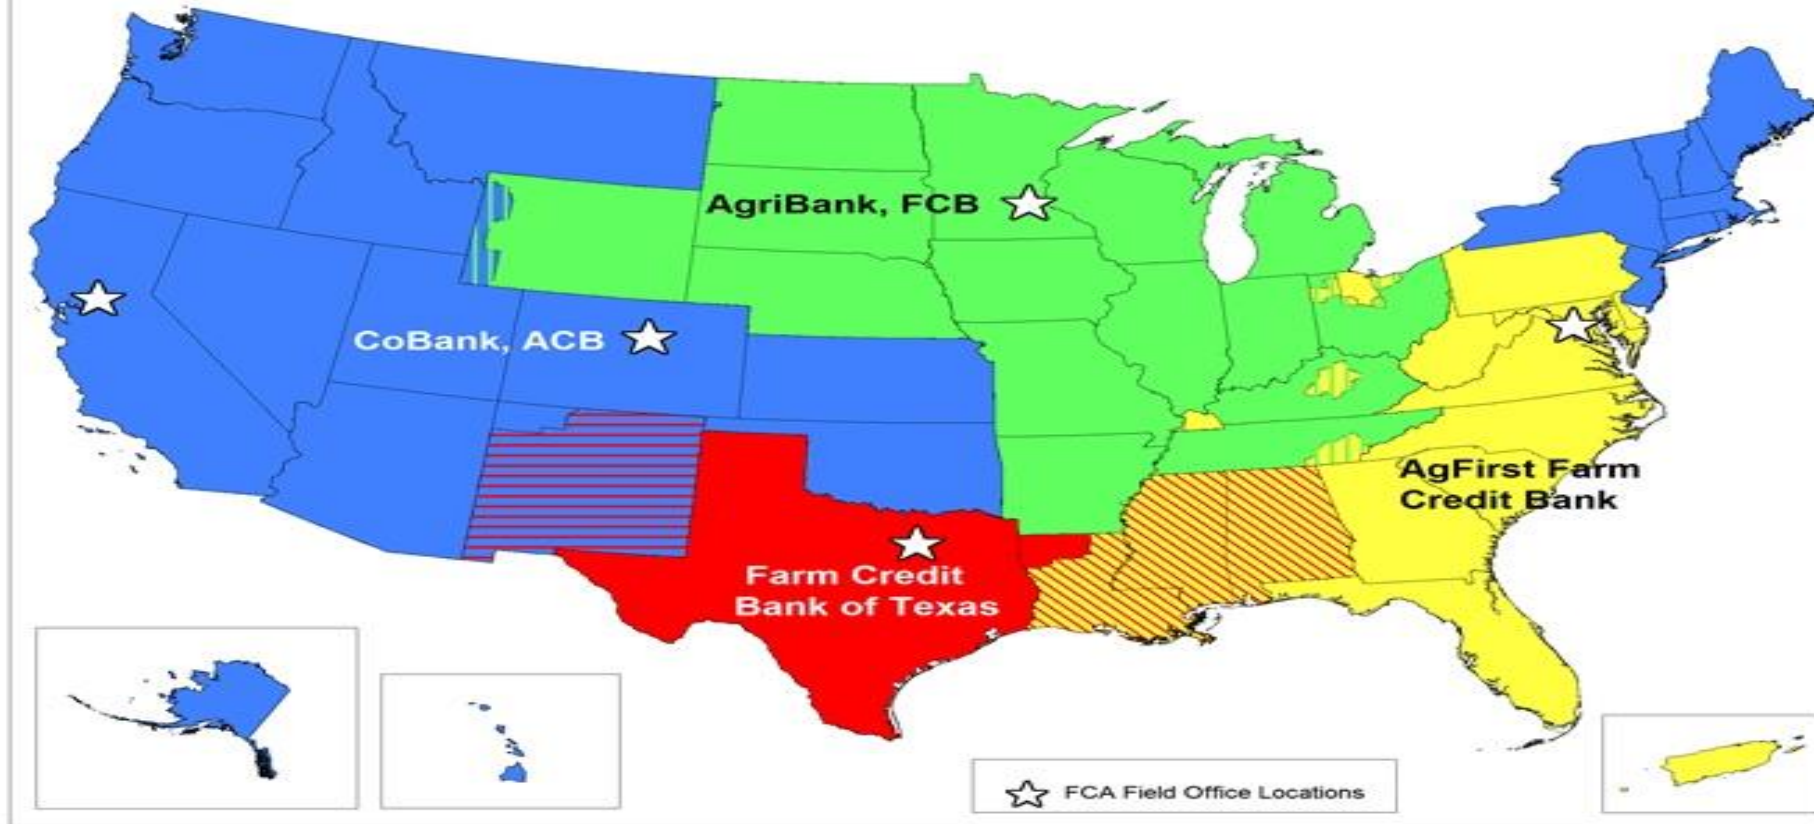 AgriBank, FCB
CoBank, ACB
AgFirst Farm
Credit Bank
Farm Credit
Bank of Texas
FCA Field Office Locations